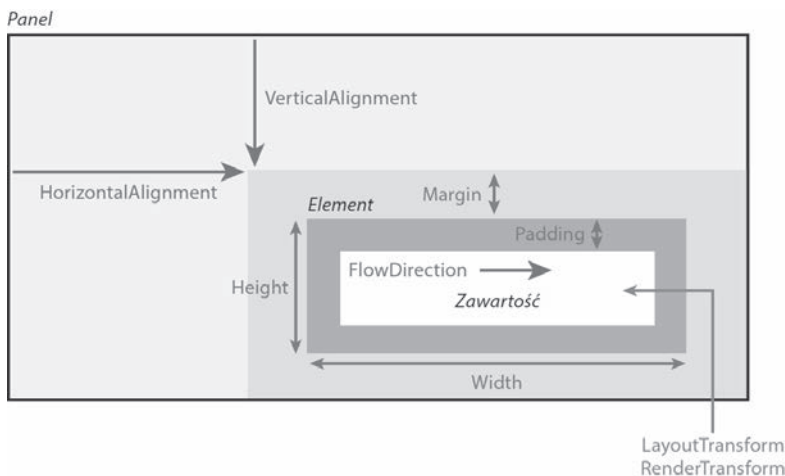 Panel
VerticalAlignment
HorizontalAlignment
Margin
Element
Padding
FlowDirection
Height
Zawartość
Width
LayoutTransform
RenderTransform